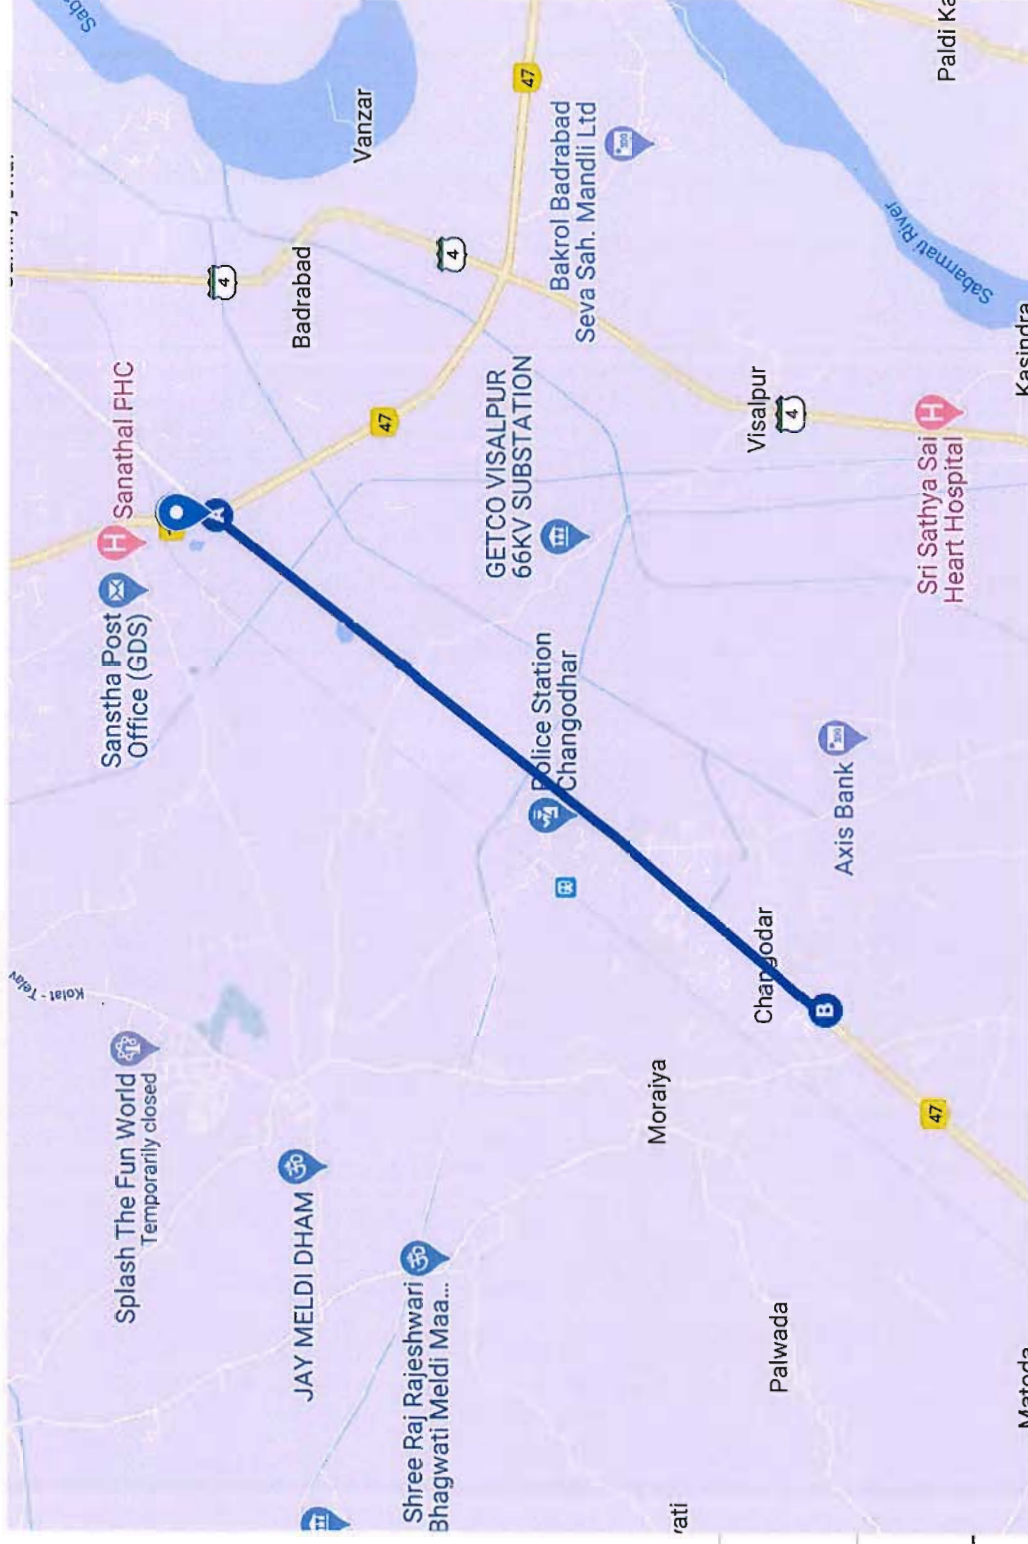 Kolat - Telav
Sab
Splash The Fun World
Temporarily closed
Sanstha Post
Office (GDS)
Sanathal PHC
A
4
JAY MELDI DHAM
Badrabad
Vanzar
47
Shree Raj Rajeshwari
Bhagwati Meldi Maa...
4
GETCO VISALPUR
66KV SUBSTATION
47
Police Station
Changodhar
Bakrol Badrabad
Seva Sah. Mandli Ltd
Moraiya
Palwada
Changodar
Visalpur
4
B
Axis Bank
47
Sri Sathya Sai
Heart Hospital
Sabarmati River
Paldi Ka
Kasindra